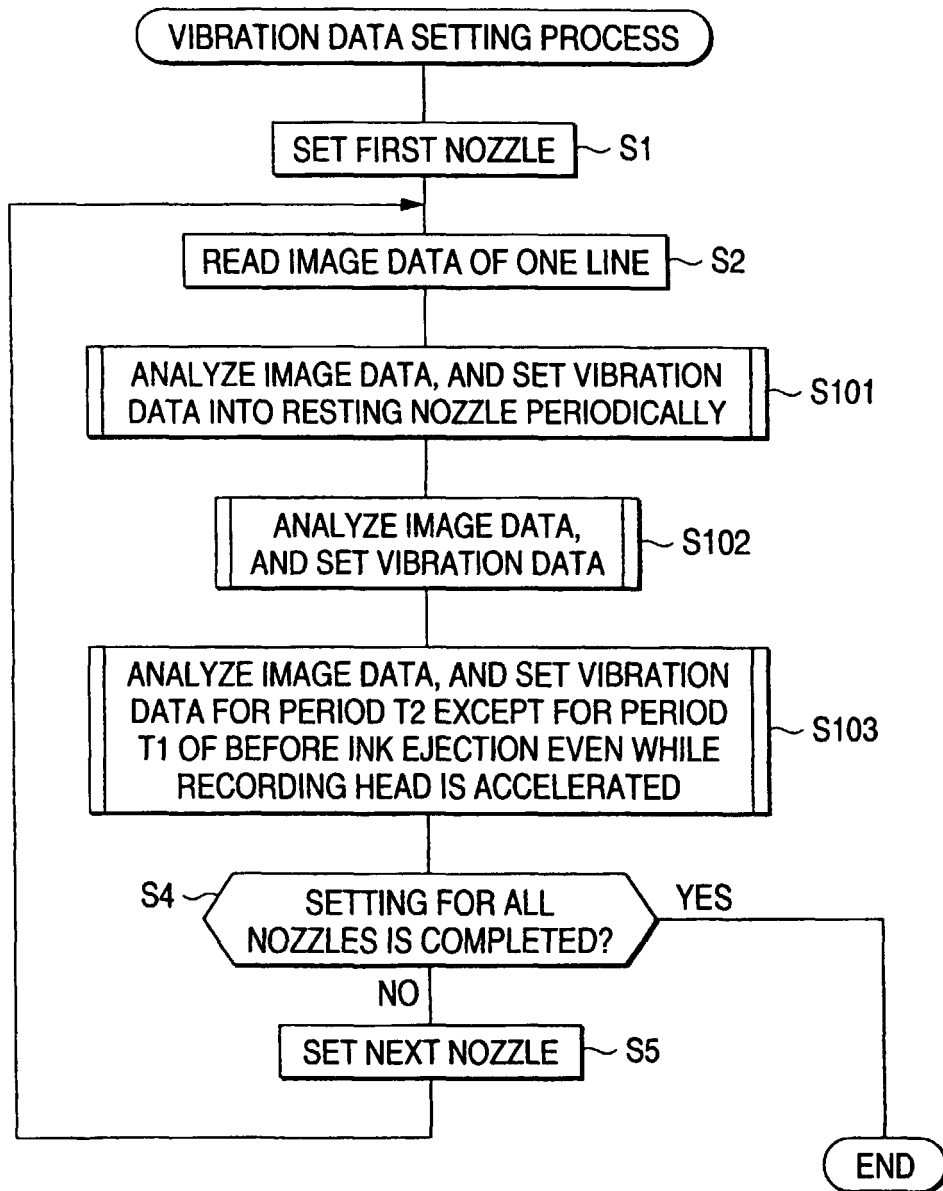 VIBRATION DATA SETTING PROCESS
SET FIRST NOZZLE
S1
READ IMAGE DATA OF ONE LINE
S2
ANALYZE IMAGE DATA, AND SET VIBRATION
DATA INTO RESTING NOZZLE PERIODICALLY
S101
ANALYZE IMAGE DATA,
AND SET VIBRATION DATA
S102
ANALYZE IMAGE DATA, AND SET VIBRATION
DATA FOR PERIOD T2 EXCEPT FOR PERIOD
T1 OF BEFORE INK EJECTION EVEN WHILE
RECORDING HEAD IS ACCELERATED
S103
S4
SETTING FOR ALL
NOZZLES IS COMPLETED?
YES
NO
SET NEXT NOZZLE
S5
END